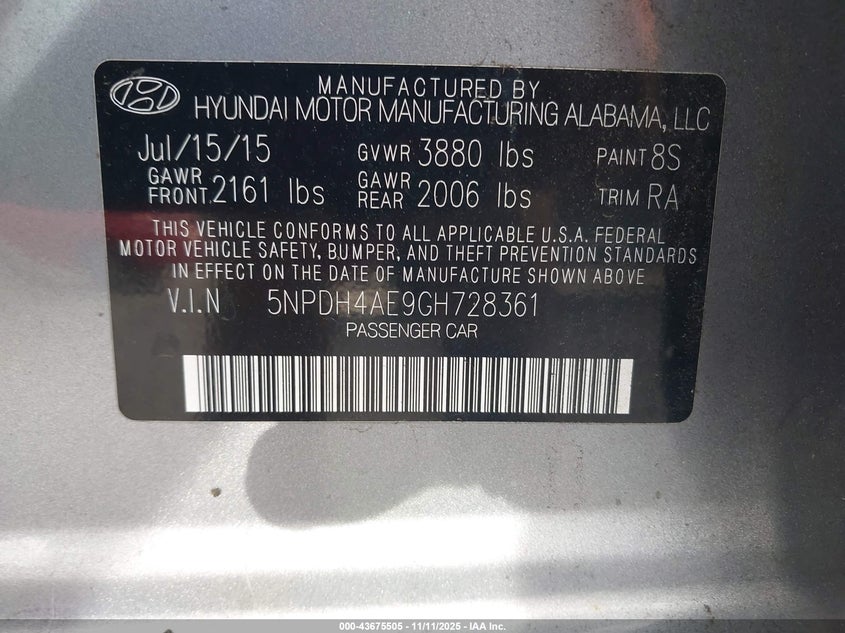 MANUFACTURED BY
HYUNDAI MOTOR MANUFACTURING ALABAMA, LLC
Jul/15/15 GVWR 3880 lbs PAINT 8S
GAWR FRONT 2161 lbs GAWR REAR 2006 lbs TRIM RA
THIS VEHICLE CONFORMS TO ALL APPLICABLE U.S.A. FEDERAL
MOTOR VEHICLE SAFETY, BUMPER, AND THEFT PREVENTION STANDARDS
IN EFFECT ON THE DATE OF MANUFACTURE SHOWN ABOVE
V.I.N 5NPDH4AE9GH728361
PASSENGER CAR
000-43675505 - 11/11/2025 - IAA Inc.